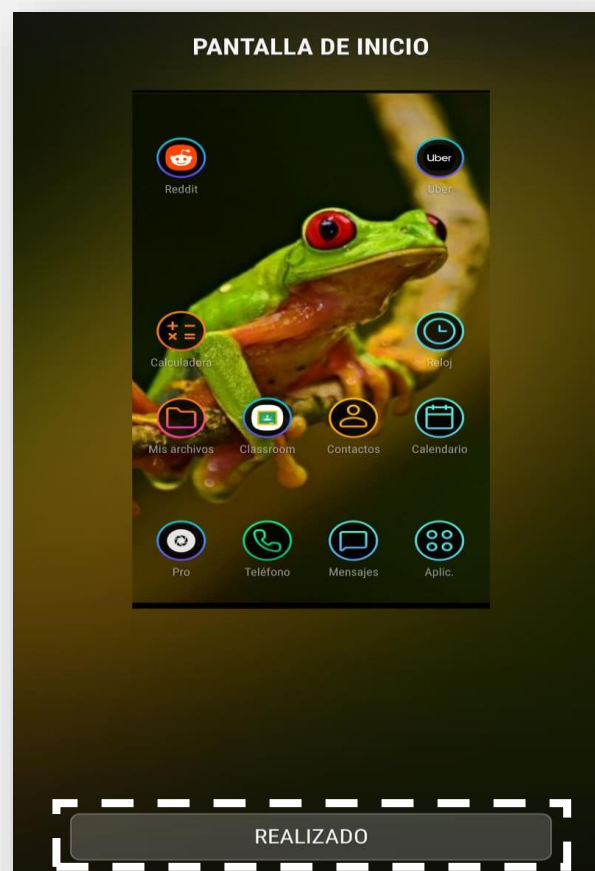 PANTALLA DE INICIO
Reddit
Uber
Uber
Calculadora
Reloj
Mis archivos
Classroom
Contactos
Calendario
Pro
Teléfono
Mensajes
Aplic.
REALIZADO